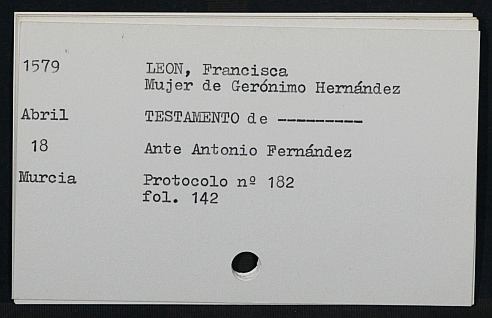 1579 LEON, Francisca
Mujer de Gerónimo Hernández
Abril TESTAMENTO de ---------
18 Ante Antonio Fernández
Murcia Protocolo nº 182
fol. 142